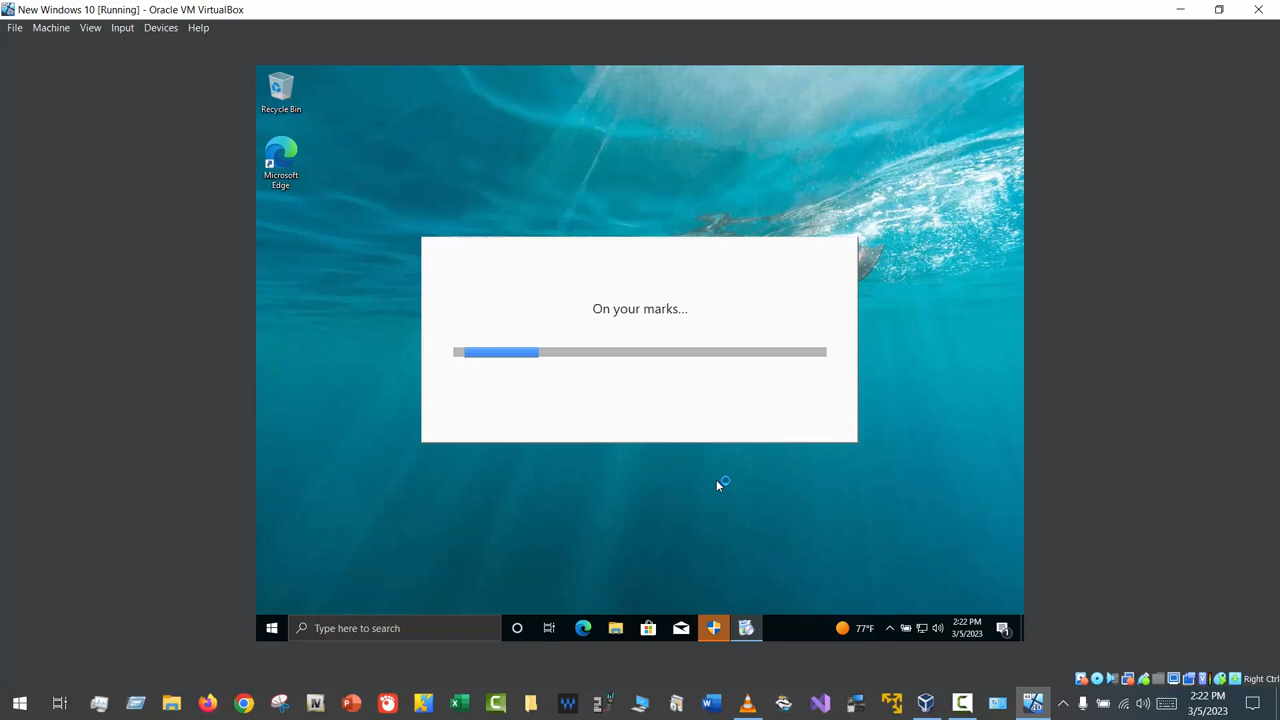 New Windows 10 [Running] - Oracle VM VirtualBox
File Machine View Input Devices Help
Recycle Bin
Microsoft
Edge
On your marks...
Type here to search
77°F
2:22 PM
3/5/2023
1
Right Ctrl
2:22 PM
3/5/2023